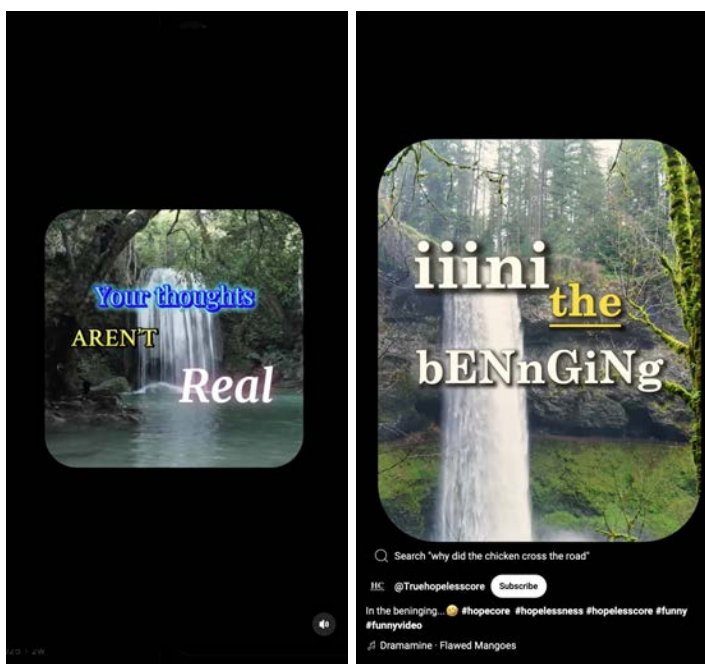 Your thoughts
AREN'T
Real
iiini
the
bENnGiNg
Search "why did the chicken cross the road"
HC @Truehopelesscore Subscribe
In the beninging...🤣 #hopecore #hopelessness #hopelesscore #funny
#funnyvideo
Dramamine · Flawed Mangoes